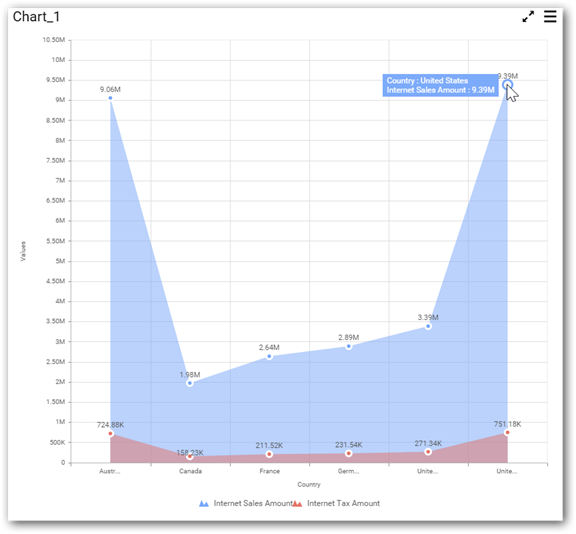 Chart_1
10.50M
10M
9.50M
9M
8.50M
8M
7.50M
7M
6.50M
6M
5.50M
5M
4.50M
4M
3.50M
3M
2.50M
2M
1.50M
1M
500K
0
Values
9.06M
1.98M
2.64M
2.89M
3.39M
9.39M
Country : United States
Internet Sales Amount : 9.39M
724.88K
158.23K
211.52K
231.54K
271.34K
751.18K
Austr...
Canada
France
Germ...
Unite...
Unite...
Country
Internet Sales Amount
Internet Tax Amount